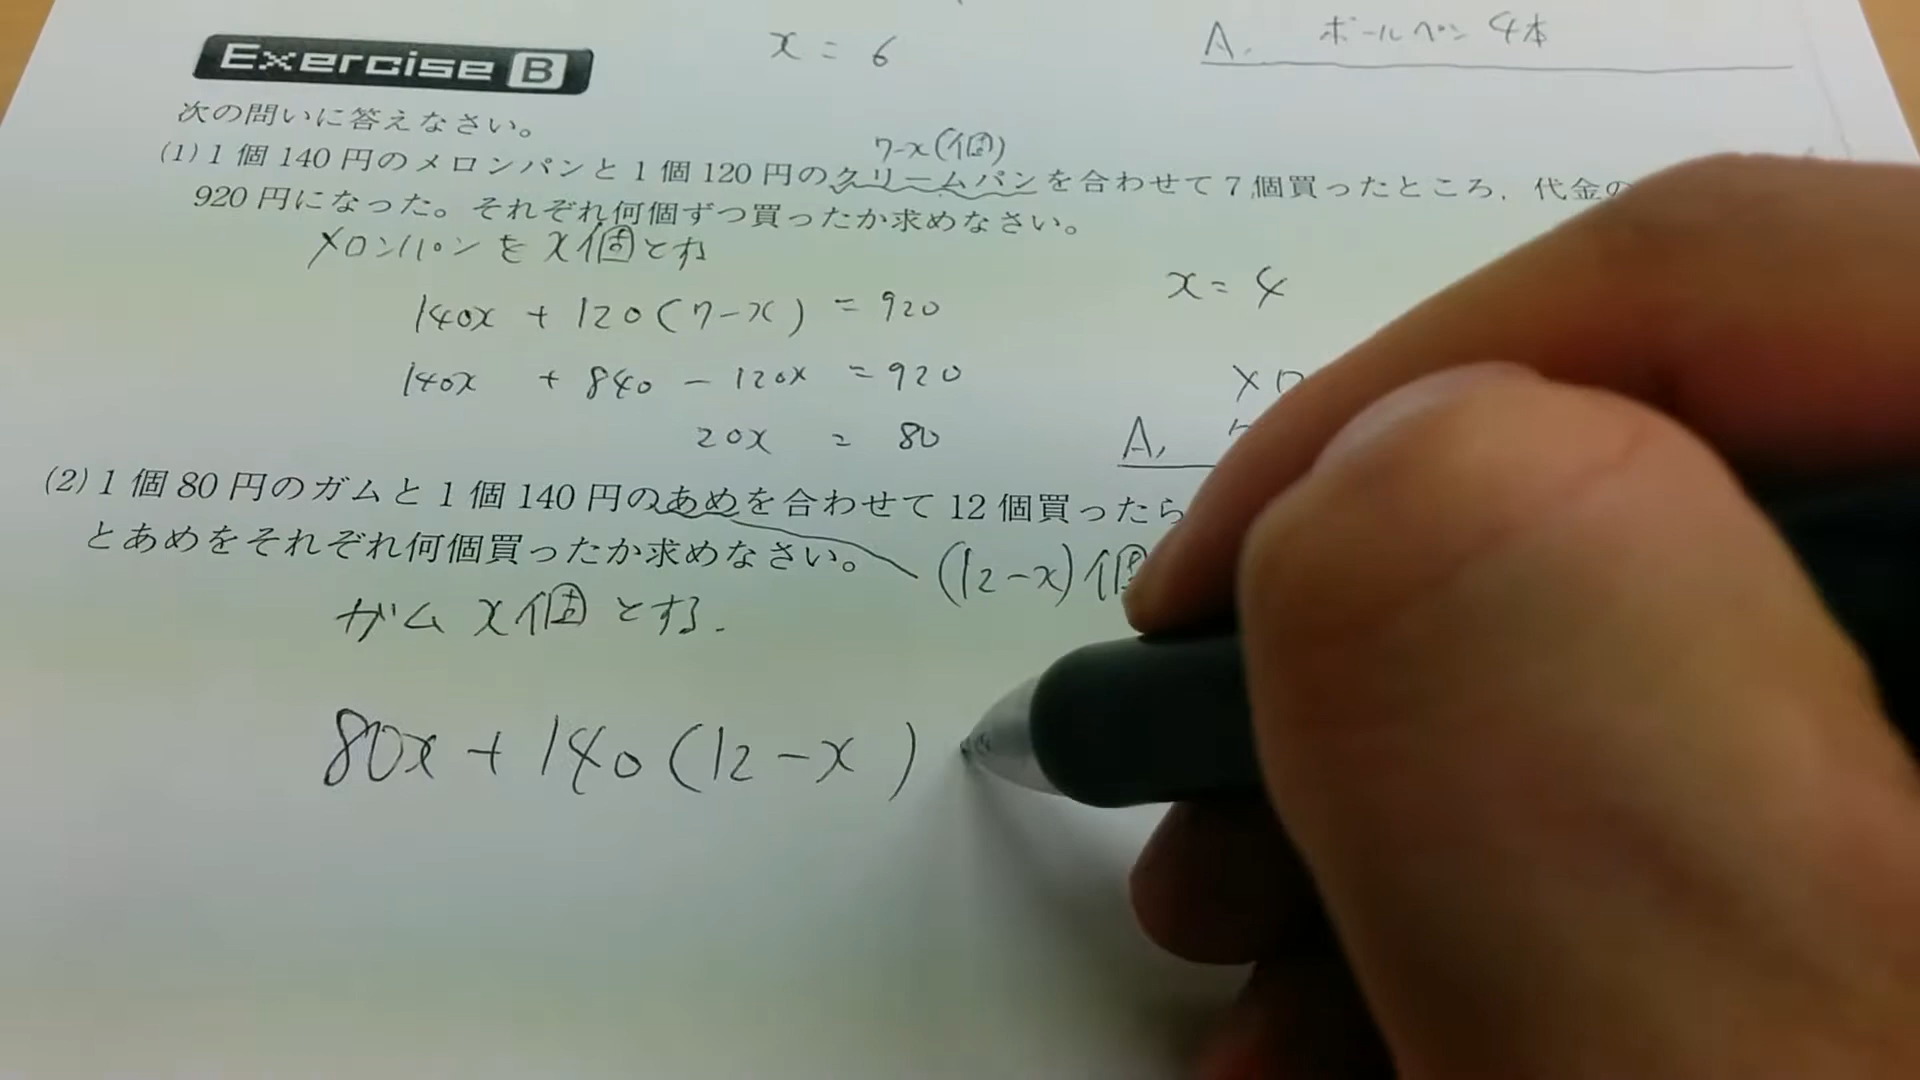 x = 6
A. ボールペン 4本
Exercise B
次の問いに答えなさい。
7-x(個)
(1) 1個140円のメロンパンと1個120円のクリームパンを合わせて7個買ったところ，代金の
920円になった。それぞれ何個ずつ買ったか求めなさい。
メロンパンを x個とする
140x + 120(7-x) = 920
x = 4
140x + 840 - 120x = 920
メロ
20x = 80
A.
(2) 1個80円のガムと1個140円のあめを合わせて12個買ったら
とあめをそれぞれ何個買ったか求めなさい。
(12-x)個
ガム x個とする.
80x + 140(12-x)